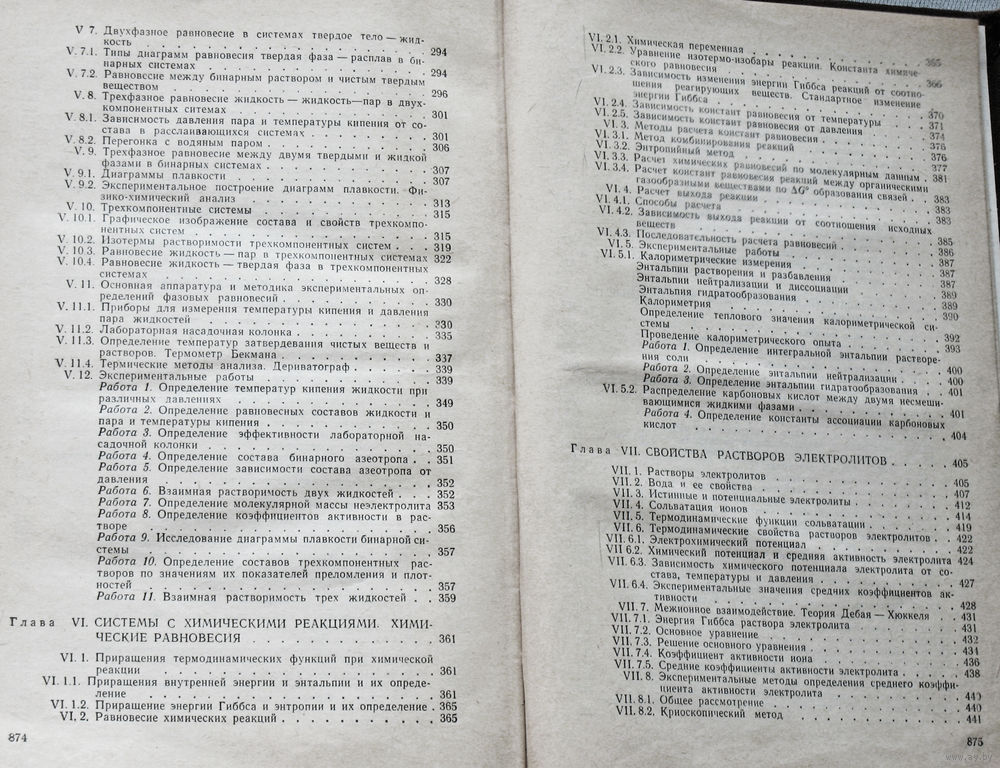 V 7. Двухфазное равновесие в системах твердое тело — жид-
кость . . . 294
V. 7.1. Типы диаграмм равновесия твердая фаза — расплав в би-
нарных системах . . . 294
V. 7.2. Равновесие между бинарным раствором и чистым твердым
веществом . . . 296
V. 8. Трехфазное равновесие жидкость — жидкость—пар в двух-
компонентных ситемах . . . 301
V. 8.1. Зависимость давления пара и температуры кипения от со-
става в расслаивающихся системах . . . 301
V. 8.2. Перегонка с водяным паром . . . 306
V. 9. Трехфазное равновесие между двумя твердыми и жидкой
фазами в бинарных системах . . . 307
V. 9.1. Диаграммы плавкости . . . 307
V. 9.2. Экспериментальное построение диаграмм плавкости. Фи-
зико-химический анализ . . . 313
V. 10. Трехкомпонентные системы . . . 315
V. 10.1. Графическое изображение состава и свойств трехкомпо-
нентных систем . . . 315
V. 10.2. Изотермы растворимости трехкомпонентных систем . . . 319
V. 10.3. Равновесие жидкость — пар в трехкомпонентных системах 322
V. 10.4. Равновесие жидкость — твердая фаза в трехкомпонентных
системах . . . 328
V. 11. Основная аппаратура и методика экспериментальных оп-
ределений фазовых равновесий . . . 330
V. 11.1. Приборы для измерения температуры кипения и давления
пара жидкостей . . . 330
V. 11.2. Лабораторная насадочная колонка . . . 335
V. 11.3. Определение температур затвердевания чистых веществ и
растворов. Термометр Бекмана . . . 337
V. 11.4. Термические методы анализа. Дериватограф . . . 339
V. 12. Экспериментальные работы . . . 339
Работа 1. Определение температур кипения жидкости при
различных давлениях . . . 349
Работа 2. Определение равновесных составов жидкости и
пара и температуры кипения . . . 350
Работа 3. Определение эффективности лабораторной на-
садочной колонки . . . 350
Работа 4. Определение состава бинарного азеотропа . . 351
Работа 5. Определение зависимости состава азеотропа от
давления . . . 352
Работа 6. Взаимная растворимость двух жидкостей . . . 352
Работа 7. Определение молекулярной массы неэлектролита 353
Работа 8. Определение коэффициентов активности в рас-
творе . . . 356
Работа 9. Исследование диаграммы плавкости бинарной си-
стемы . . . 357
Работа 10. Определение составов трехкомпонентных рас-
творов по значениям их показателей преломления и плот-
ностей . . . 357
Работа 11. Взаимная растворимость трех жидкостей . . 359
Глава VI. СИСТЕМЫ С ХИМИЧЕСКИМИ РЕАКЦИЯМИ. ХИМИ-
ЧЕСКИЕ РАВНОВЕСИЯ . . . 361
VI. 1. Приращения термодинамических функций при химической
реакции . . . 361
VI. 1.1. Приращения внутренней энергии и энтальпии и их опреде-
ление . . . 361
VI. 1.2. Приращение энергии Гиббса и энтропии и их определение . 365
VI. 2. Равновесие химических реакций . . . 365
874
VI. 2.1. Химическая переменная . . . 365
VI. 2.2. Уравнение изотермо-изобары реакции. Константа химиче-
ского равновесия . . . 366
VI. 2.3. Зависимость изменения энергии Гиббса реакций от соотно-
шения реагирующих веществ. Стандартное изменение
энергии Гиббса . . . 370
VI. 2.4. Зависимость констант равновесия от температуры . . . 371
VI. 2.5. Зависимость констант равновесия от давления . . . 374
VI. 3. Методы расчета констант равновесия . . . 376
VI. 3.1. Метод комбинирования реакций . . . 376
VI. 3.2. Энтропийный метод . . . 377
VI. 3.3. Расчет химических равновесий по молекулярным данным . 381
VI. 3.4. Расчет констант равновесия реакций между органическими
газообразными веществами по ΔG° образования связей . . 383
VI. 4. Расчет выхода реакции . . . 383
VI. 4.1. Способы расчета . . . 383
VI. 4.2. Зависимость выхода реакции от соотношения исходных
веществ . . . 385
VI. 4.3. Последовательность расчета равновесий . . . 386
VI. 5. Экспериментальные работы . . . 387
VI. 5.1. Калориметрические измерения . . . 387
Энтальпии растворения и разбавления . . . 387
Энтальпии нейтрализации и диссоциации . . . 389
Энтальпия гидратообразования . . . 389
Калориметрия . . . 390
Определение теплового значения калориметрической си-
стемы . . . 392
Проведение калориметрического опыта . . . 393
Работа 1. Определение интегральной энтальпии растворе-
ния соли . . . 400
Работа 2. Определение энтальпии нейтрализации . . . 400
Работа 3. Определение энтальпии гидратообразования . . 401
VI. 5.2. Распределение карбоновых кислот между двумя несмеши-
вающимися жидкими фазами . . . 401
Работа 4. Определение константы ассоциации карбоновых
кислот . . . 404
Глава VII. СВОЙСТВА РАСТВОРОВ ЭЛЕКТРОЛИТОВ . . . 405
VII. 1. Растворы электролитов . . . 405
VII. 2. Вода и ее свойства . . . 407
VII. 3. Истинные и потенциальные электролиты . . . 412
VII. 4. Сольватация ионов . . . 414
VII. 5. Термодинамические функции сольватации . . . 419
VII. 6. Термодинамические свойства растворов электролитов . . 422
VII. 6.1. Электрохимический потенциал . . . 422
VII 6.2. Химический потенциал и средняя активность электролита 424
VII. 6.3. Зависимость химического потенциала электролита от со-
става, температуры и давления . . . 427
VII. 6.4. Экспериментальные значения средних коэффициентов ак-
тивности . . . 428
VII. 7. Межионное взаимодействие. Теория Дебая — Хюккеля . . 431
VII. 7.1. Энергия Гиббса раствора электролита . . . 431
VII. 7.2. Основное уравнение . . . 432
VII. 7.3. Решение основного уравнения . . . 434
VII. 7.4. Коэффициент активности иона . . . 436
VII. 7.5. Средние коэффициенты активности электролита . . . 438
VII. 8. Экспериментальные методы определения среднего коэффи-
циента активности электролита . . . 440
VII. 8.1. Общее рассмотрение . . . 440
VII. 8.2. Криоскопический метод . . . 441
875
www.ay.by